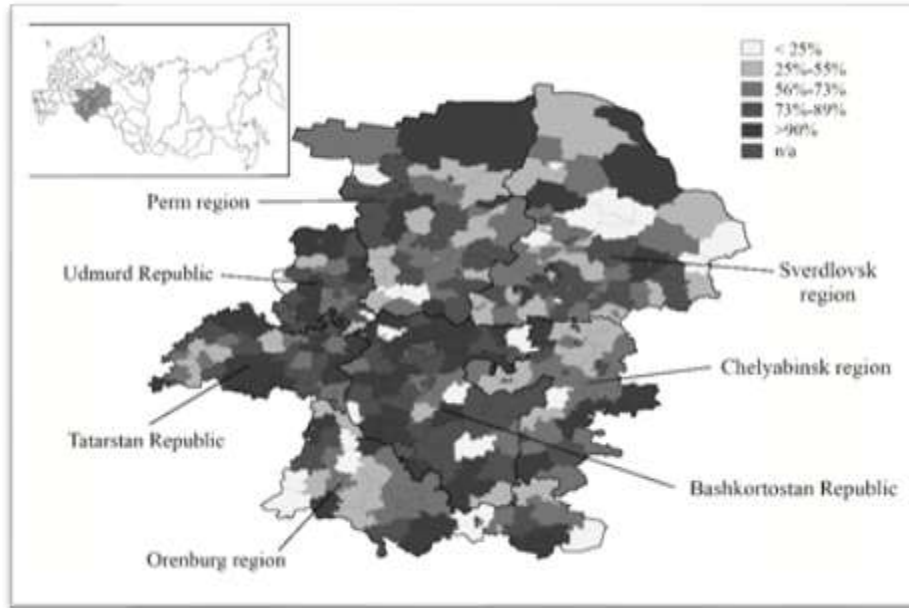 < 25%
25%-55%
56%-73%
73%-89%
>90%
n/a
Perm region
Udmurd Republic
Sverdlovsk
region
Chelyabinsk region
Tatarstan Republic
Bashkortostan Republic
Orenburg region